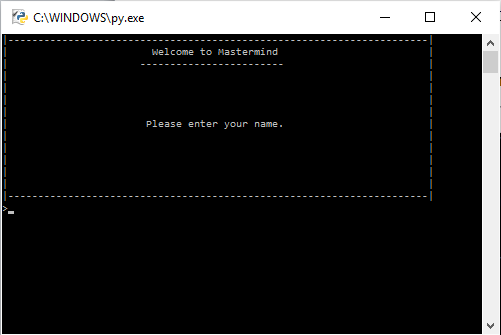 C:\WINDOWS\py.exe
Welcome to Mastermind
------------------------
Please enter your name.
>